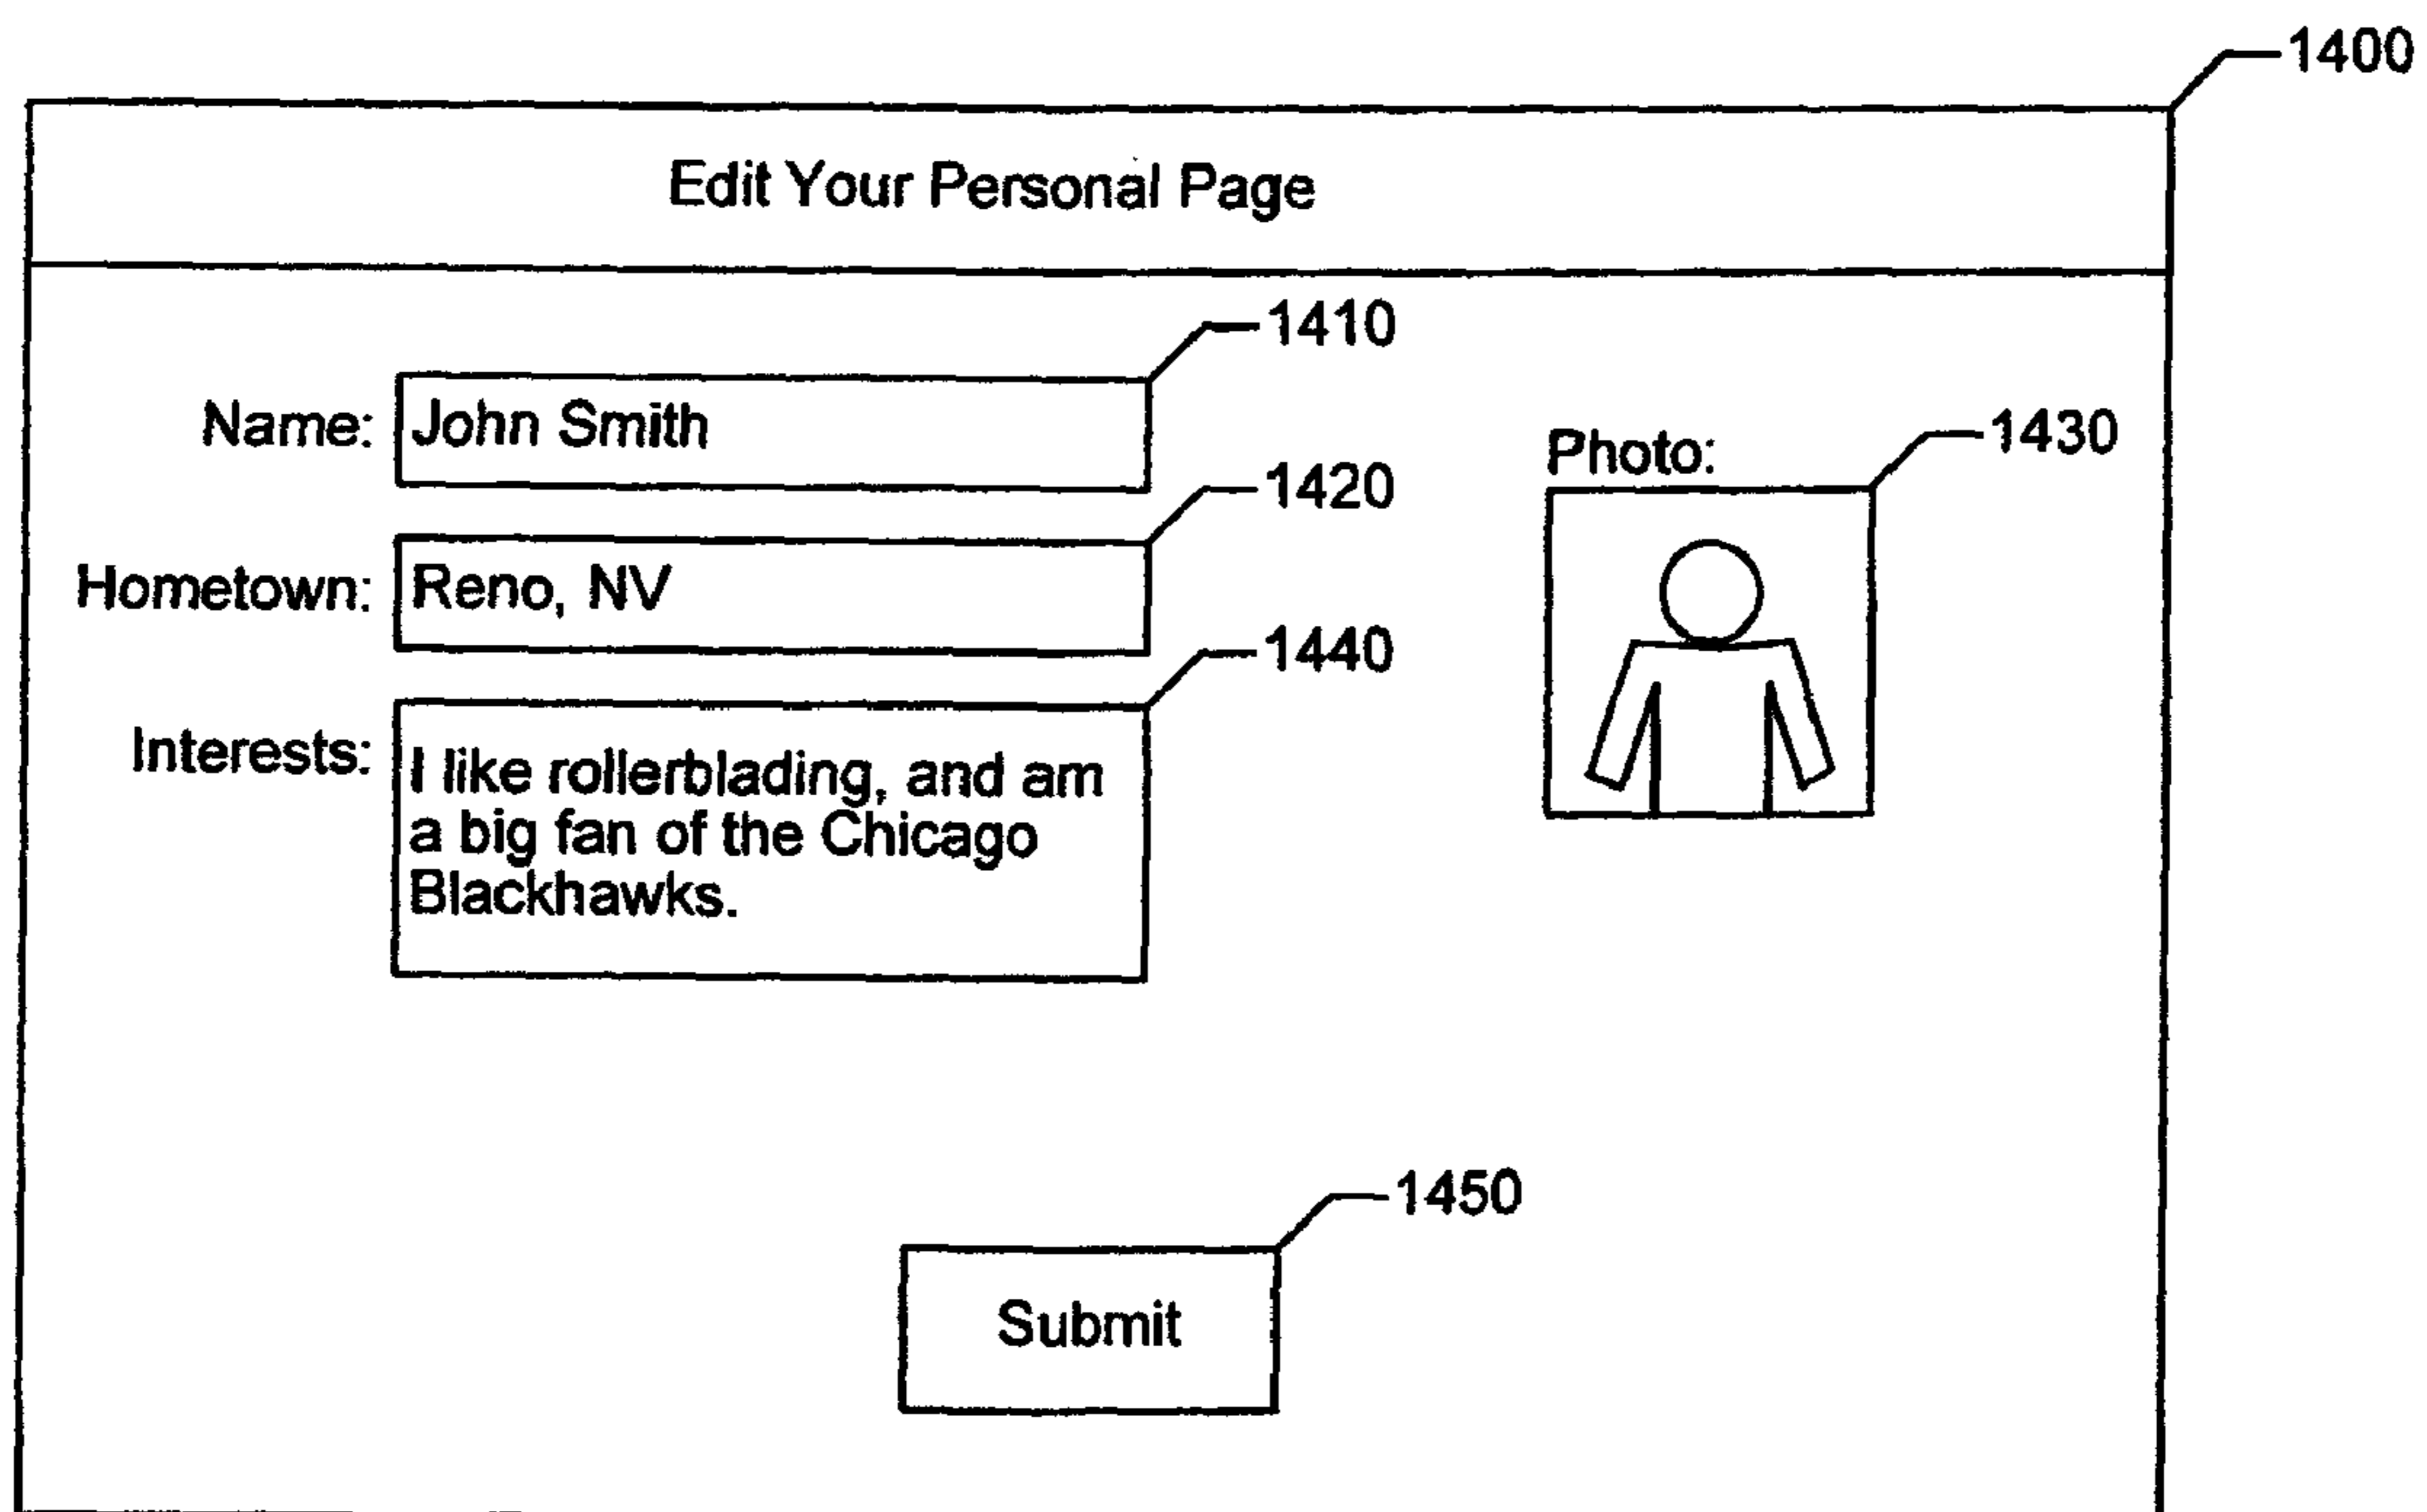 1400
Edit Your Personal Page
1410
Name: John Smith
Photo: 1430
1420
Hometown: Reno, NV
1440
Interests: I like rollerblading, and am
a big fan of the Chicago
Blackhawks.
1450
Submit